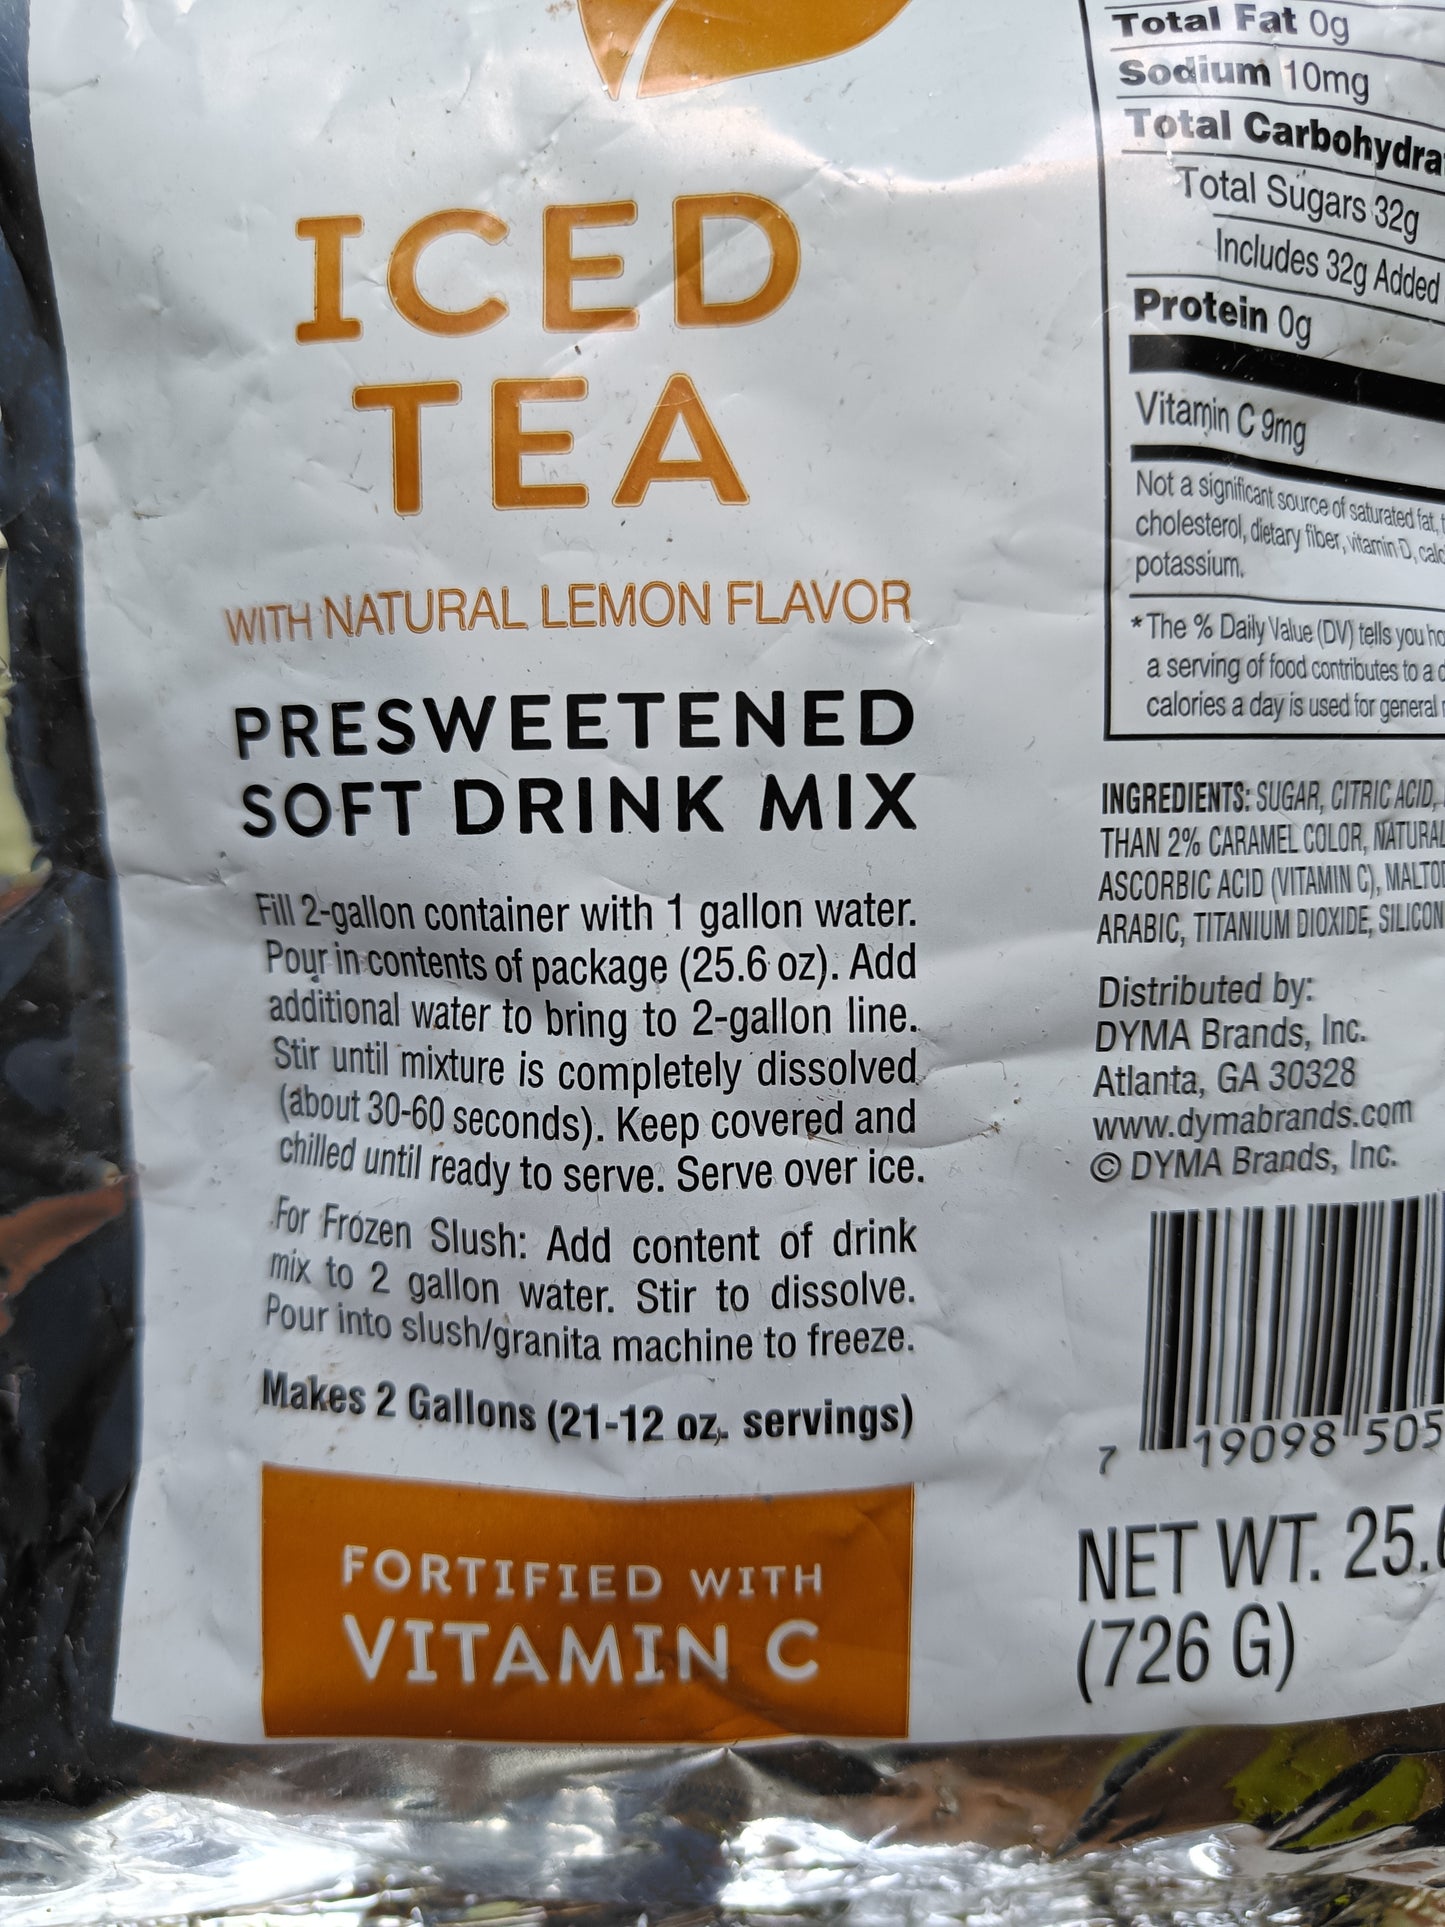 ICED
TEA
WITH NATURAL LEMON FLAVOR
PRESWEETENED
SOFT DRINK MIX
Fill 2-gallon container with 1 gallon water.
Pour in contents of package (25.6 oz). Add
additional water to bring to 2-gallon line.
Stir until mixture is completely dissolved
(about 30-60 seconds). Keep covered and
chilled until ready to serve. Serve over ice.
For Frozen Slush: Add content of drink
mix to 2 gallon water. Stir to dissolve.
Pour into slush/granita machine to freeze.
Makes 2 Gallons (21-12 oz. servings)
FORTIFIED WITH
VITAMIN C
Total Fat 0g
Sodium 10mg
Total
Total Sugars 32g
Includes 32g Added
Protein 0g
Vitamin C 9mg
Not a significant source of saturated fat,
cholesterol, dietary fiber, vitamin D,
potassium.
*The % Daily Value (DV) tells you
a serving of food contributes to a
calories a day is used for general
INGREDIENTS: SUGAR, CITRIC ACID,
THAN 2% CARAMEL COLOR, NATURAL
ASCORBIC ACID (VITAMIN C),
ARABIC, TITANIUM DIOXIDE,
Distributed by:
DYMA Brands, Inc.
Atlanta, GA 30328
www.dymabrands.com
© DYMA Brands, Inc.
7 19098 505
NET WT. 25.
(726 G)